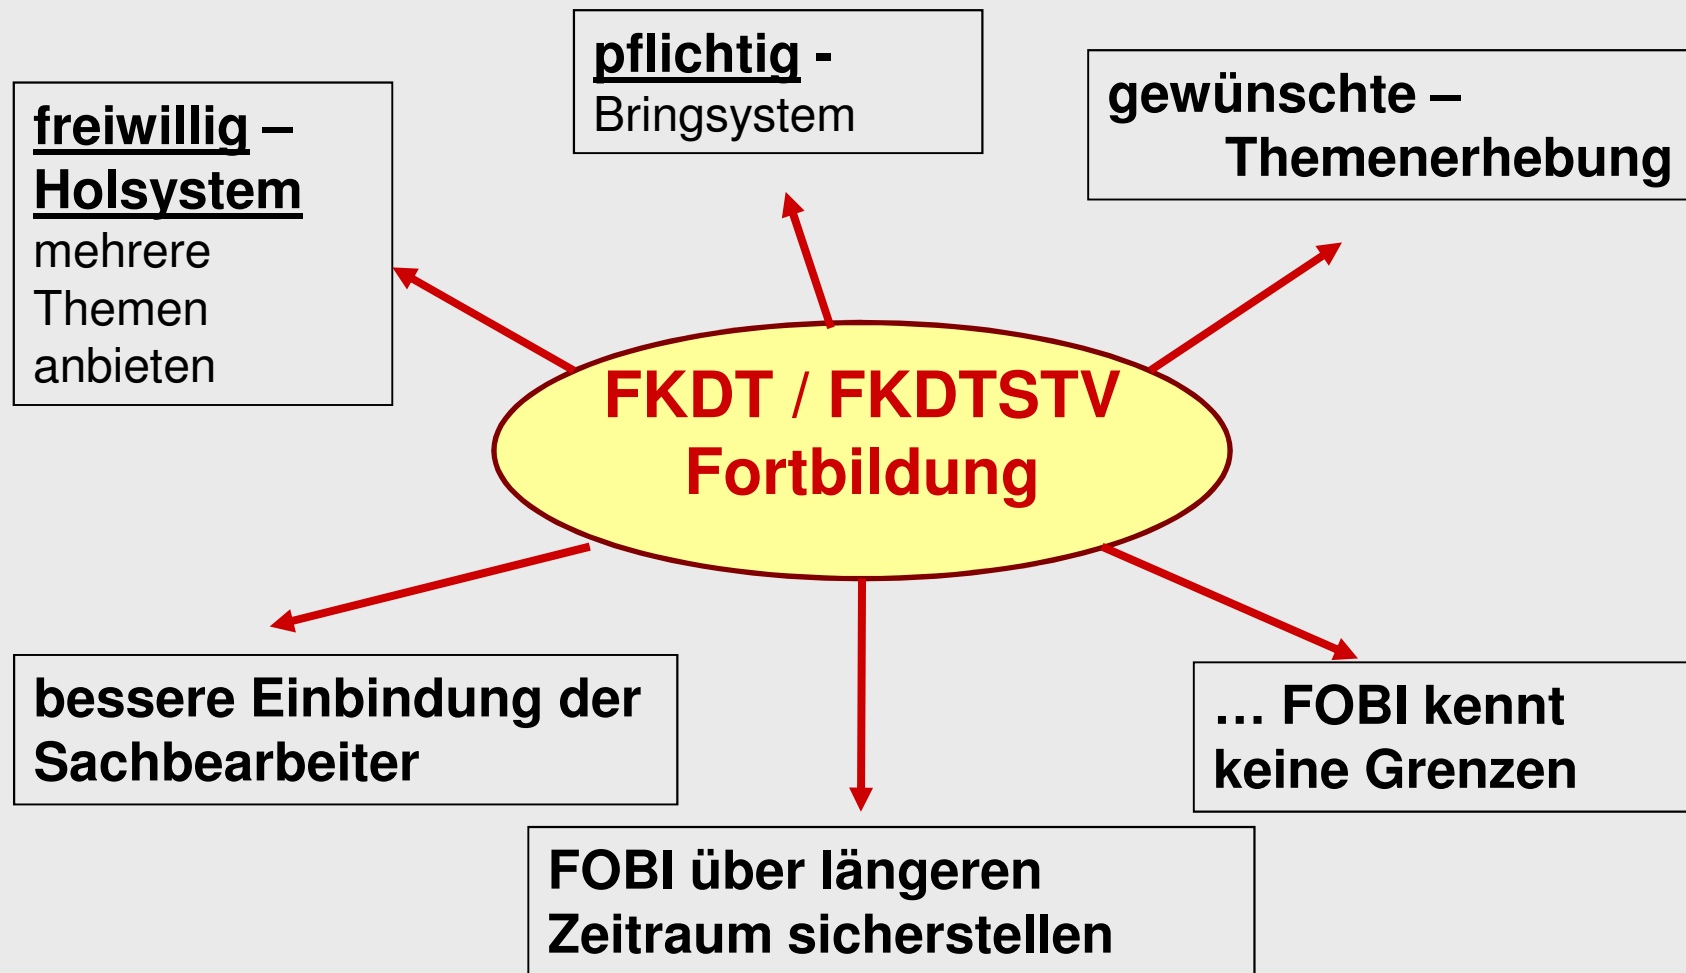 pflichtig -
Bringsystem
freiwillig –
Holsystem
mehrere
Themen
anbieten
gewünschte –
Themenerhebung
FKDT / FKDTSTV
Fortbildung
bessere Einbindung der
Sachbearbeiter
… FOBI kennt
keine Grenzen
FOBI über längeren
Zeitraum sicherstellen